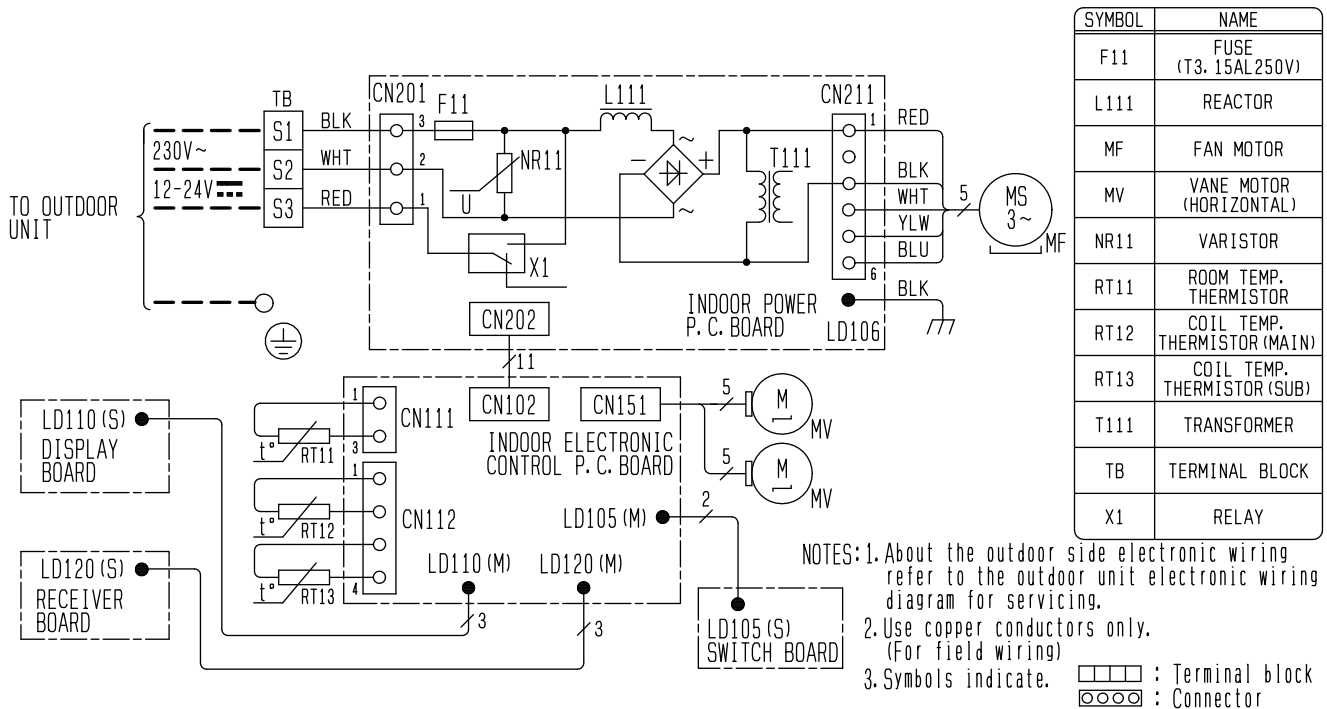 SYMBOL NAME
F11 FUSE
(T3.15AL250V)
L111 REACTOR
MF FAN MOTOR
MV VANE MOTOR
(HORIZONTAL)
NR11 VARISTOR
RT11 ROOM TEMP.
THERMISTOR
RT12 COIL TEMP.
THERMISTOR(MAIN)
RT13 COIL TEMP.
THERMISTOR(SUB)
T111 TRANSFORMER
TB TERMINAL BLOCK
X1 RELAY
TO OUTDOOR
UNIT
230V~
12-24V
TB
S1
S2
S3
BLK
WHT
RED
CN201
3
2
1
F11
NR11
U
X1
L111
~
−
+
~
T111
CN211
1
6
RED
BLK
WHT
YLW
BLU
BLK
5
MS
3~
MF
INDOOR POWER
P.C.BOARD
LD106
CN202
11
CN102
CN151
INDOOR ELECTRONIC
CONTROL P.C.BOARD
5
M
MV
5
M
MV
CN111
1
3
t°
RT11
CN112
1
4
t°
RT12
t°
RT13
LD110(S)
DISPLAY
BOARD
LD120(S)
RECEIVER
BOARD
LD110(M)
3
LD120(M)
3
LD105(M)
2
LD105(S)
SWITCH BOARD
NOTES:1.About the outdoor side electronic wiring
refer to the outdoor unit electronic wiring
diagram for servicing.
2.Use copper conductors only.
(For field wiring)
3.Symbols indicate.
: Terminal block
: Connector